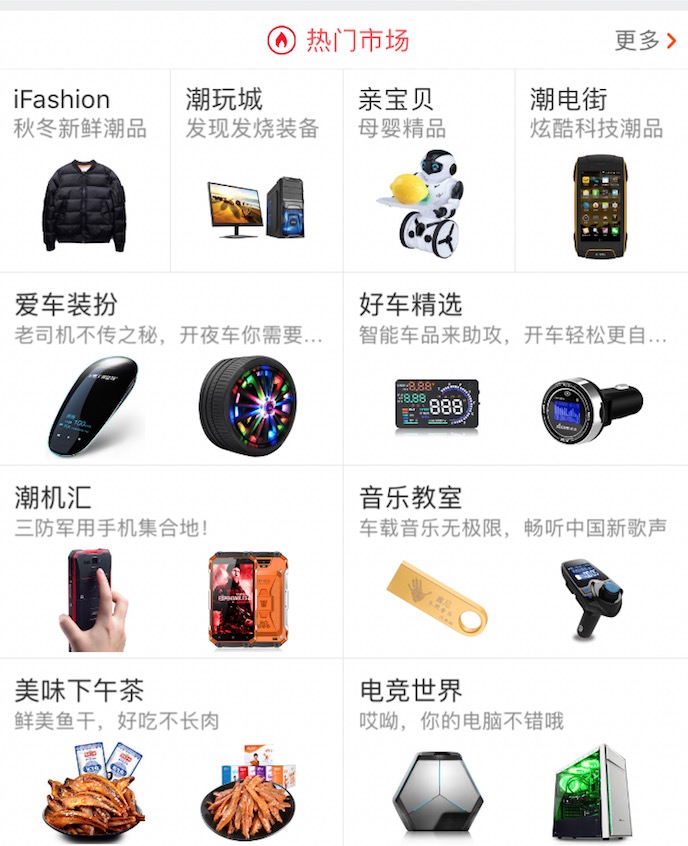 热门市场
更多
iFashion
秋冬新鲜潮品
潮玩城
发现发烧装备
亲宝贝
母婴精品
潮电街
炫酷科技潮品
爱车装扮
老司机不传之秘，开夜车你需要...
好车精选
智能车品来助攻，开车轻松更自...
潮机汇
三防军用手机集合地！
音乐教室
车载音乐无极限，畅听中国新歌声
美味下午茶
鲜美鱼干，好吃不长肉
电竞世界
哎呦，你的电脑不错哦